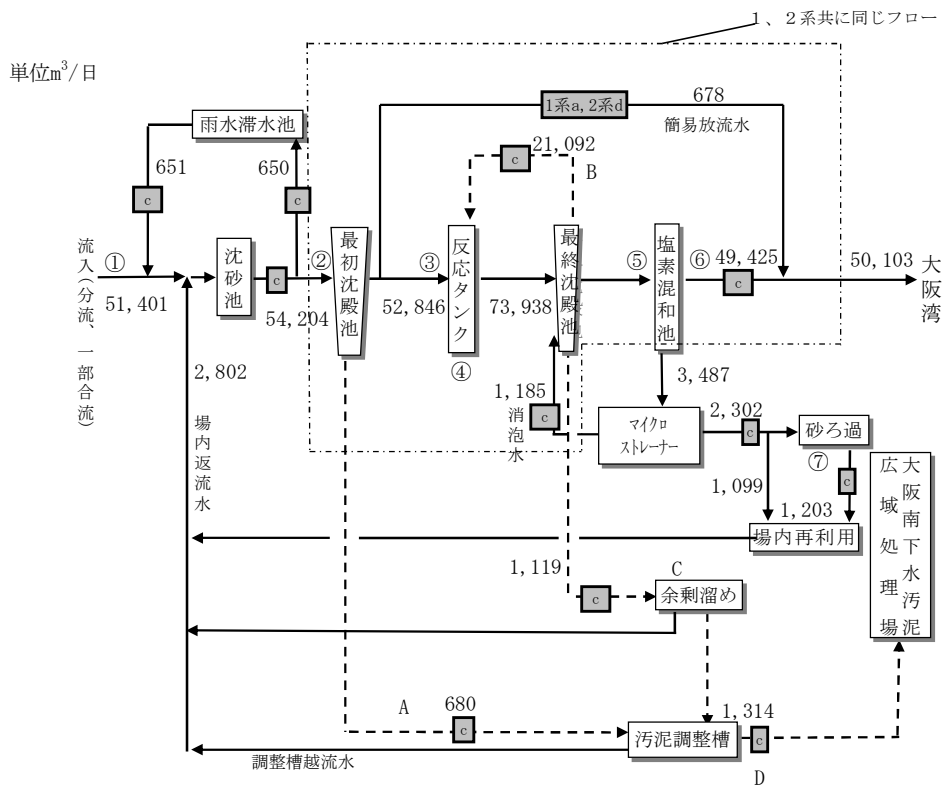 1、2系共に同じフロー
単位m³/日
1系a,2系d
678
簡易放流水
雨水滞水池
651
650
c
c
c
21,092
B
流入(分流、一部合流)
①
51,401
沈砂池
c
54,204
②
最初沈殿池
③
52,846
反応タンク
④
73,938
最終沈殿池
⑤
塩素混和池
⑥
49,425
c
50,103
大阪湾
2,802
場内返流水
1,185
消泡水
c
3,487
マイクロ
ストレーナー
2,302
c
砂ろ過
⑦
c
1,099
1,203
場内再利用
大阪南下水汚泥
広域処理場
1,119
c
C
余剰溜め
A
680
c
汚泥調整槽
1,314
c
D
調整槽越流水